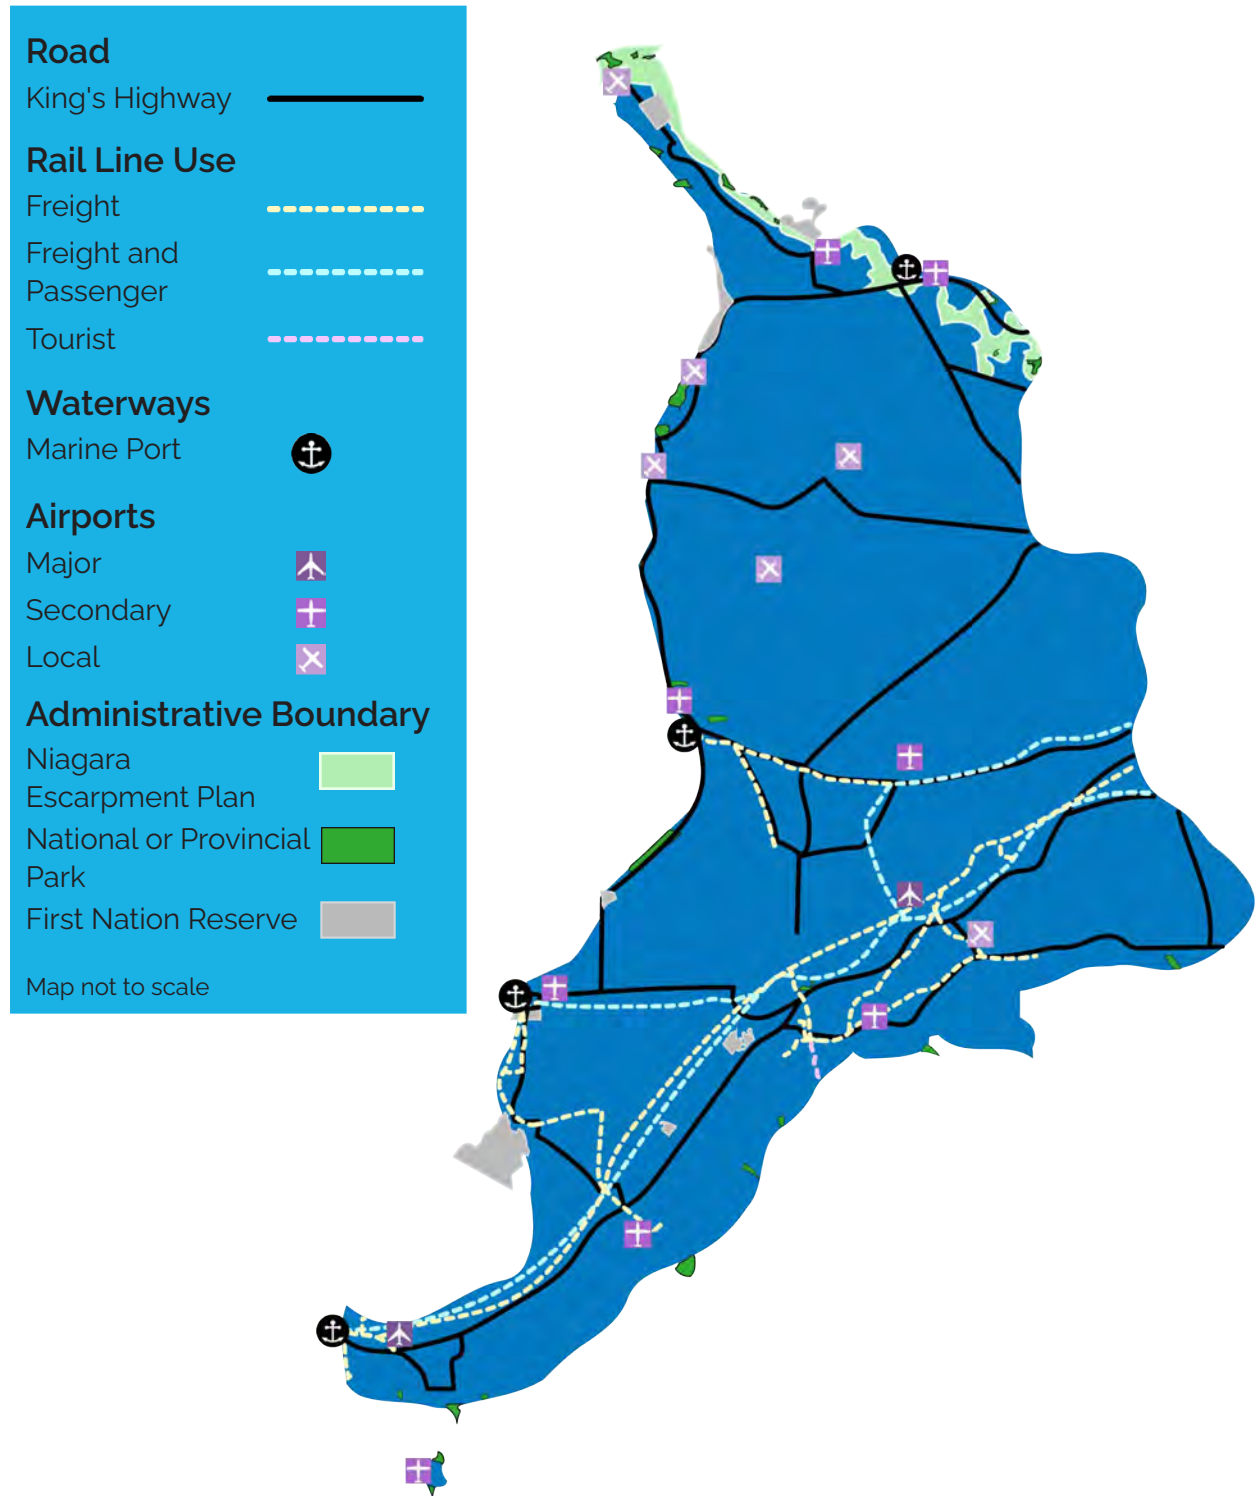 Road
King's Highway
Rail Line Use
Freight
Freight and
Passenger
Tourist
Waterways
Marine Port
Airports
Major
Secondary
Local
Administrative Boundary
Niagara
Escarpment Plan
National or Provincial
Park
First Nation Reserve
Map not to scale